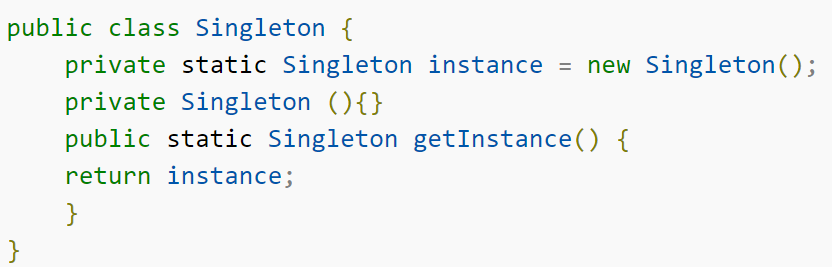 public class Singleton {
    private static Singleton instance = new Singleton();
    private Singleton (){}
    public static Singleton getInstance() {
    return instance;
    }
}